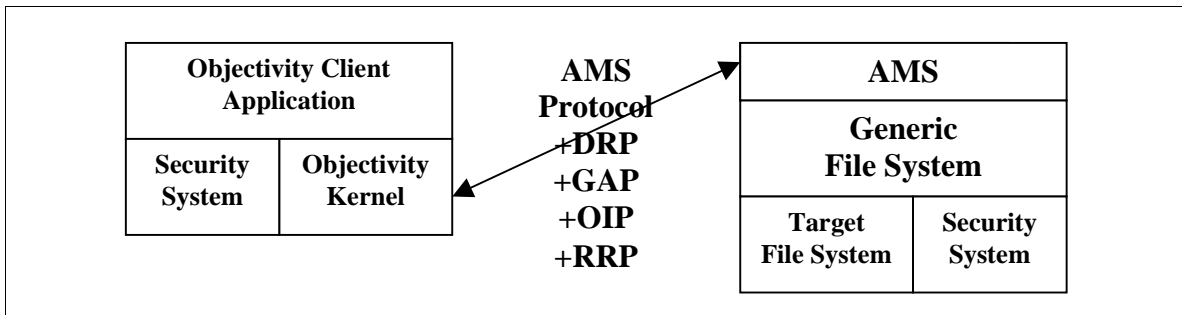 Objectivity Client
Application
Security
System
Objectivity
Kernel
AMS
Protocol
+DRP
+GAP
+OIP
+RRP
AMS
Generic
File System
Target
File System
Security
System